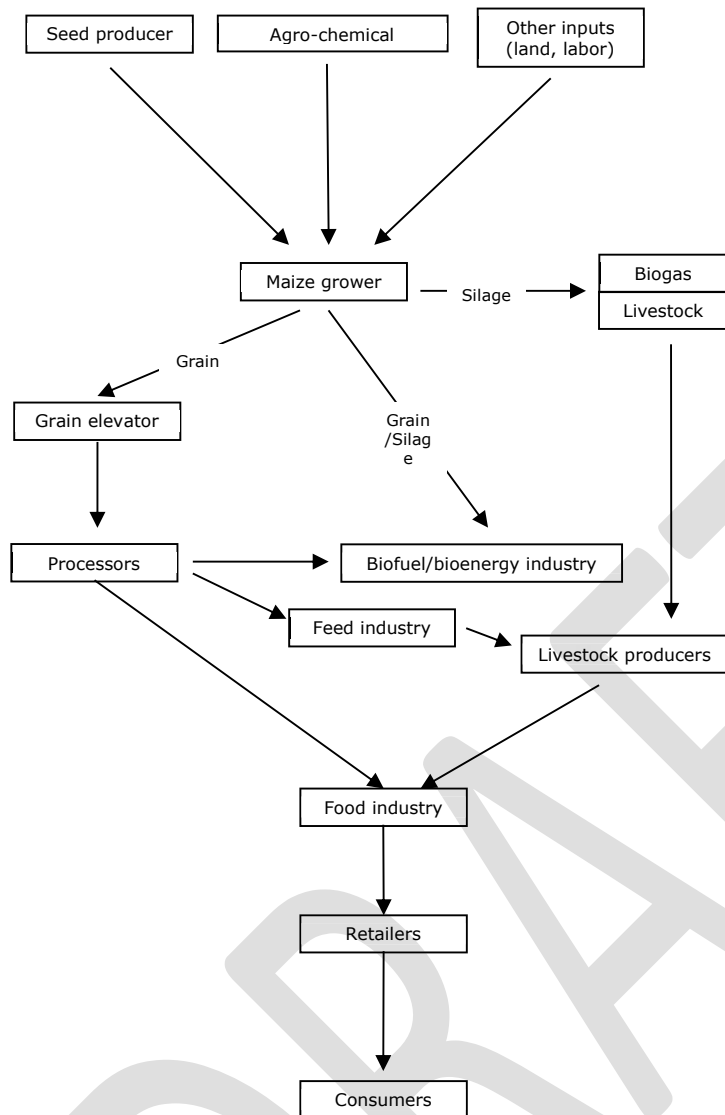 Seed producer
Agro-chemical
Other inputs
(land, labor)
Maize grower
Silage
Biogas
Livestock
Grain
Grain elevator
Grain
/Silag
e
Processors
Biofuel/bioenergy industry
Feed industry
Livestock producers
Food industry
Retailers
Consumers
DRAFT